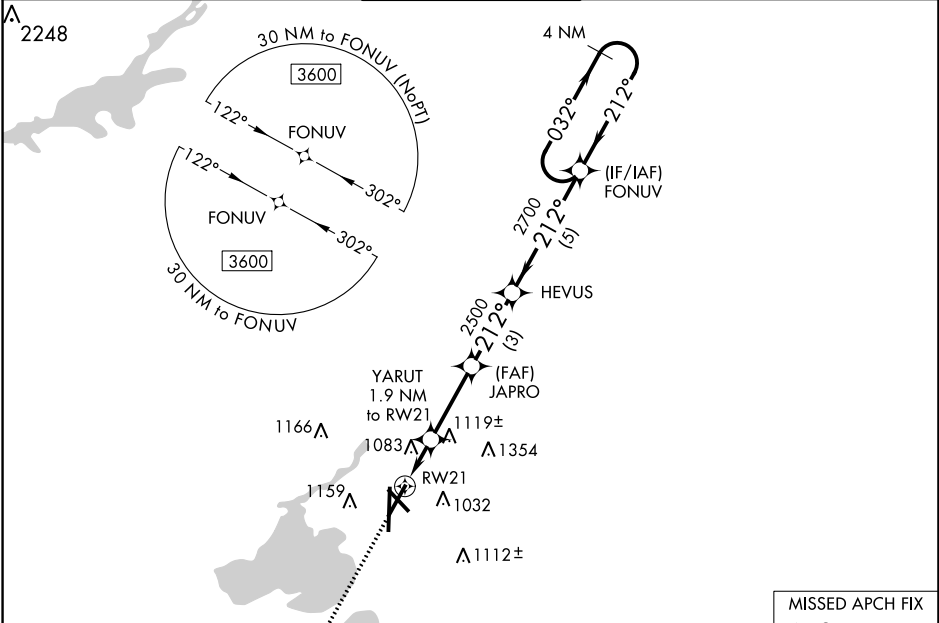 2248
30 NM to FONUV (NoPT)
3600
122°
FONUV
302°
122°
FONUV
302°
3600
30 NM to FONUV
4 NM
032°
212°
(IF/IAF)
FONUV
2700
212°
(5)
HEVUS
2500
212°
(3)
(FAF)
JAPRO
YARUT
1.9 NM
to RW21
1166
1083
1119±
1354
RW21
1159
1032
1112±
MISSED APCH FIX